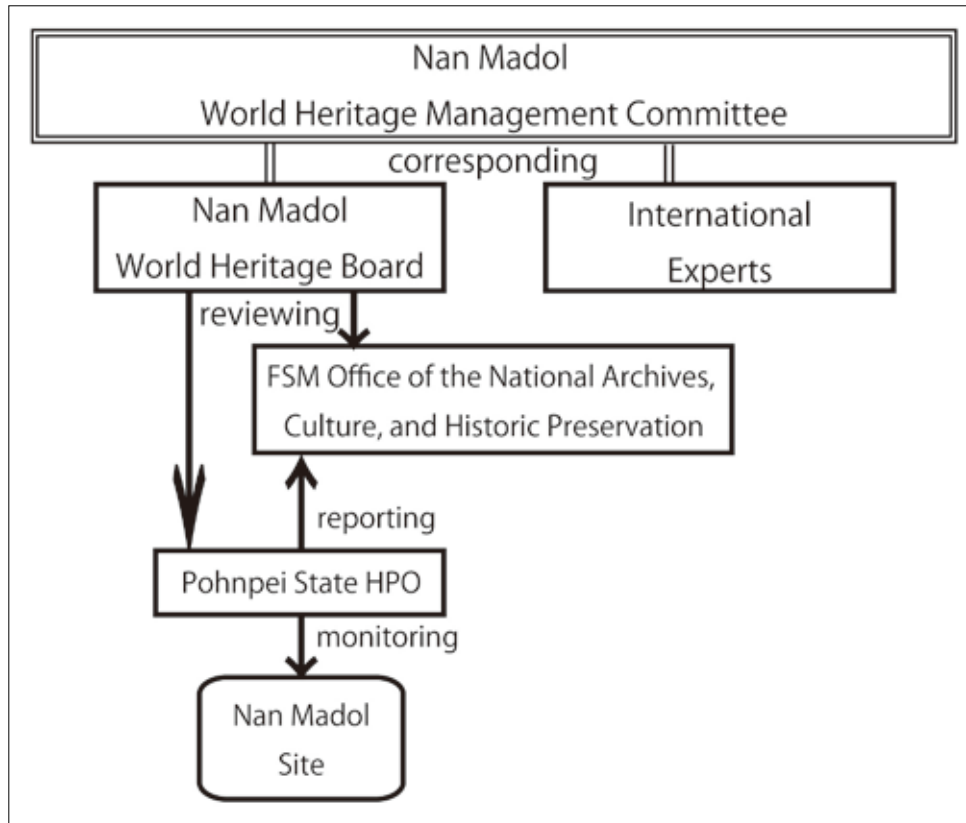 Nan Madol
World Heritage Management Committee
corresponding
Nan Madol
World Heritage Board
International
Experts
reviewing
FSM Office of the National Archives,
Culture, and Historic Preservation
reporting
Pohnpei State HPO
monitoring
Nan Madol
Site